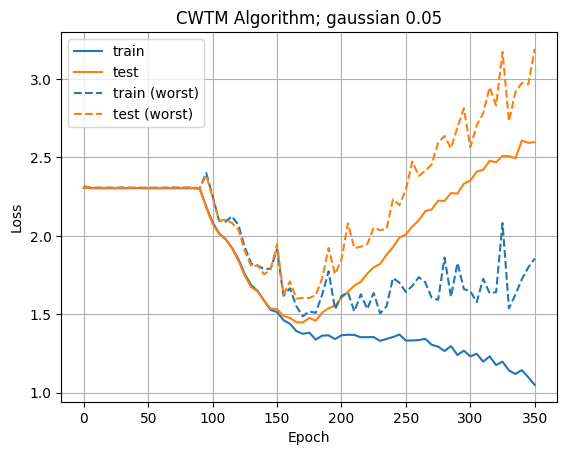 CWTM Algorithm; gaussian 0.05
train
test
train (worst)
test (worst)
3.0
2.5
2.0
1.5
1.0
Loss
0 50 100 150 200 250 300 350
Epoch